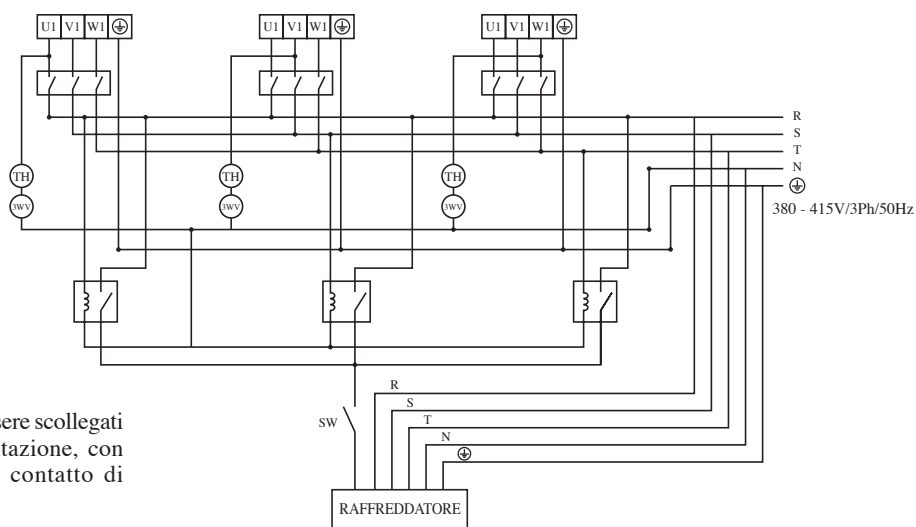 U1 V1 W1 U1 V1 W1 U1 V1 W1
R
S
T
TH TH TH N
3WV 3WV 3WV
380 - 415V/3Ph/50Hz
R
S
SW T
N
sere scollegati
tazione, con
contatto di
RAFFREDDATORE